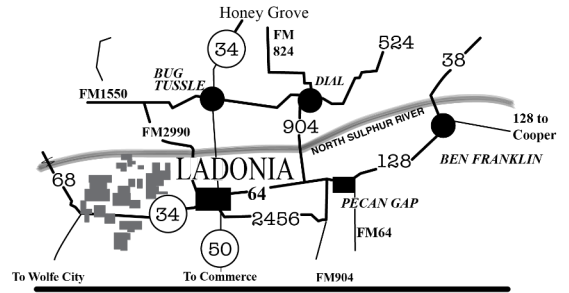 Honey Grove
34
FM
824
524
38
BUG
TUSSLE
DIAL
FM1550
904
NORTH SULPHUR RIVER
128 to
Cooper
FM2990
LADONIA
128
BEN FRANKLIN
68
64
PECAN GAP
34
2456
FM64
50
To Wolfe City
To Commerce
FM904